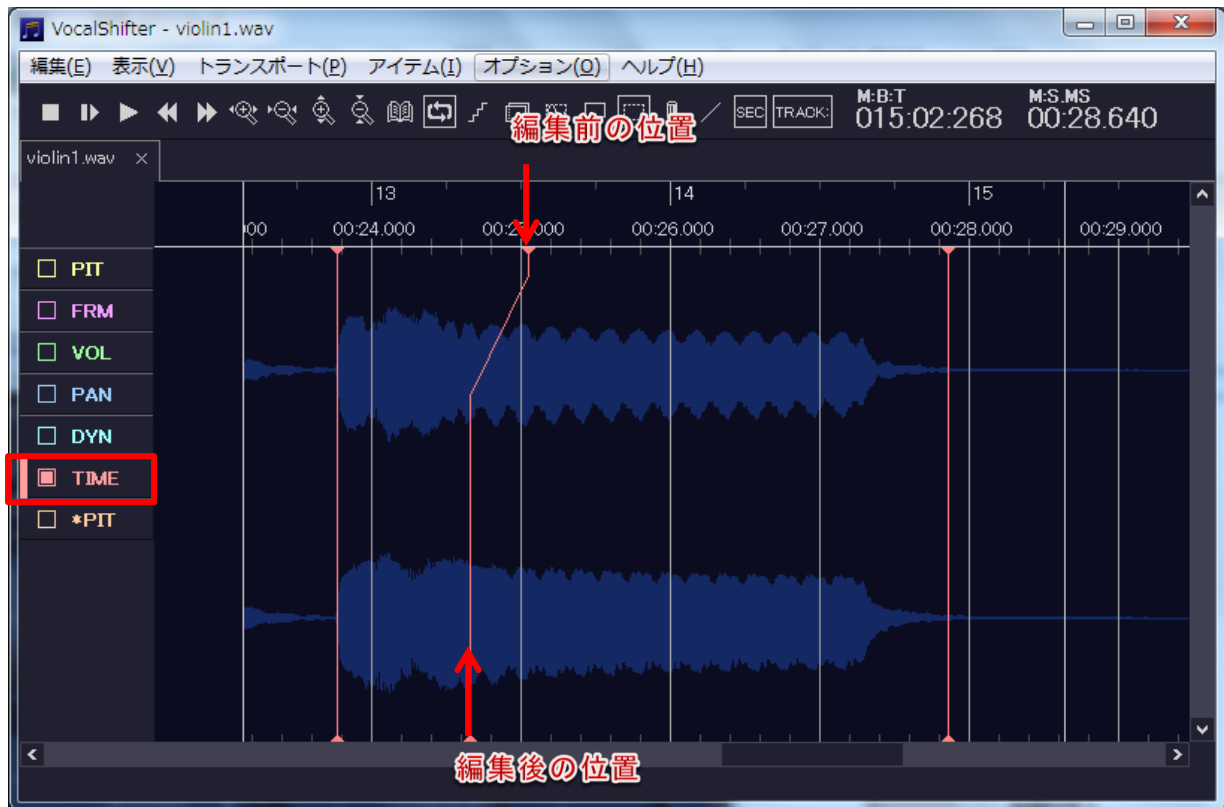 VocalShifter - violin1.wav
編集(E) 表示(V) トランスポート(P) アイテム(I) オプション(O) ヘルプ(H)
SEC TRACK: M:B:T 015:02:268 M:S.MS 00:28.640
編集前の位置
violin1.wav ×
13 14 15
00:24.000 00:26.000 00:27.000 00:28.000 00:29.000
PIT
FRM
VOL
PAN
DYN
TIME
*PIT
編集後の位置